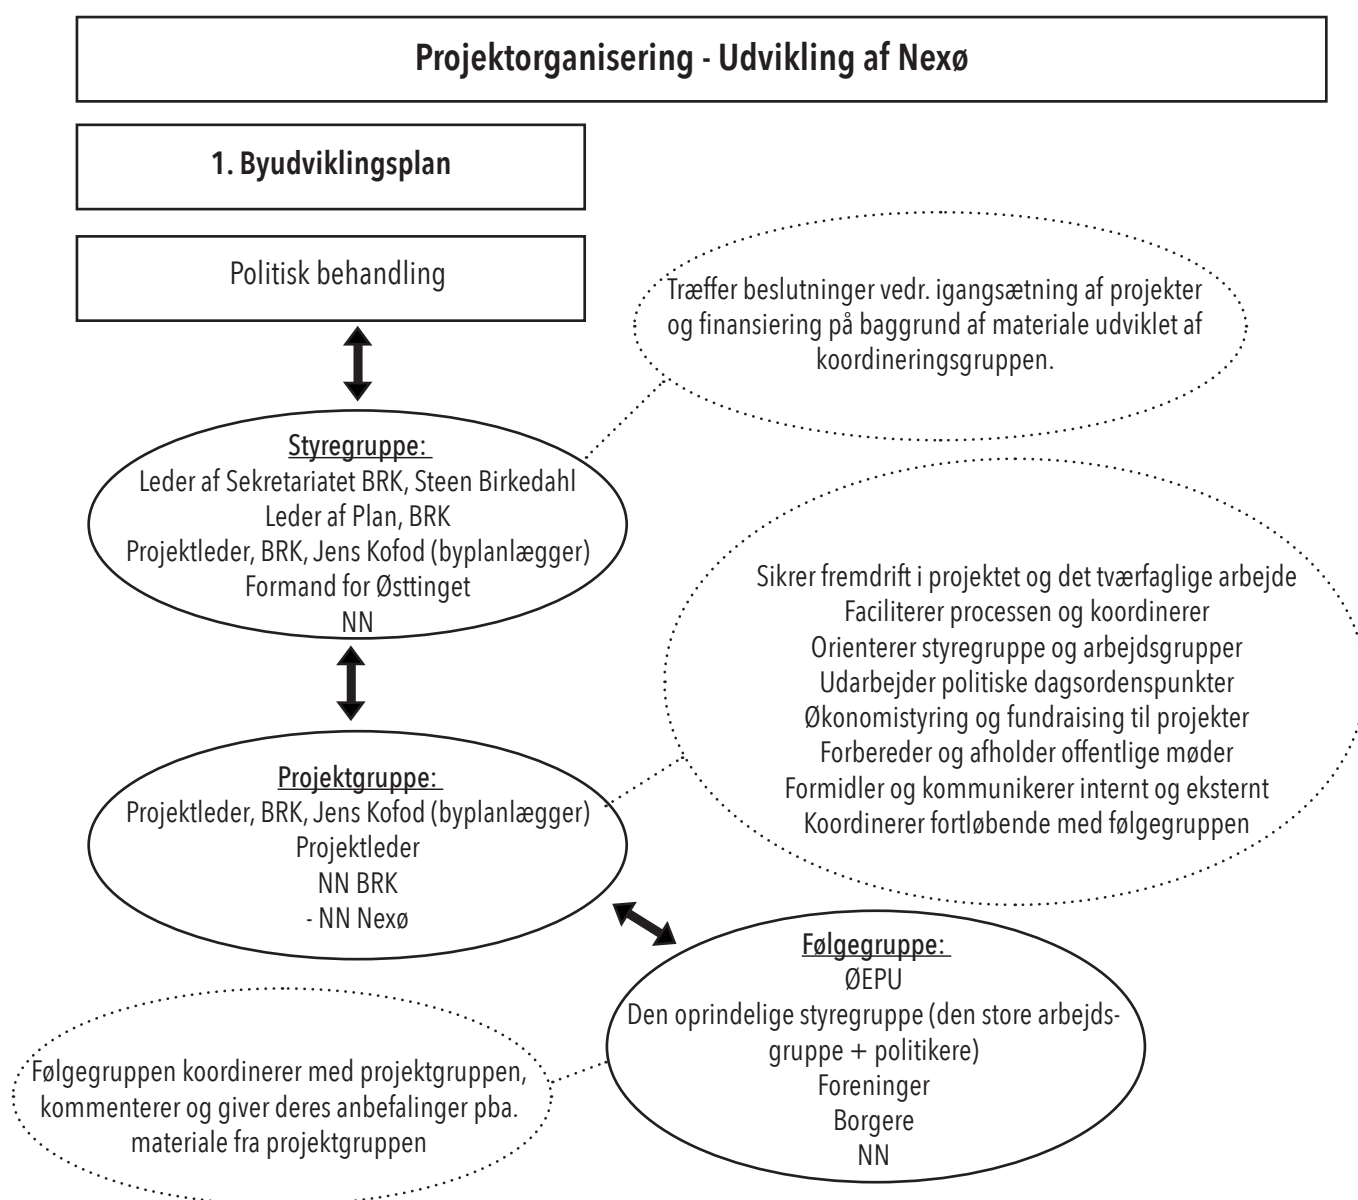 Projektorganisering - Udvikling af Nexø
1. Byudviklingsplan
Politisk behandling
Træffer beslutninger vedr. igangsætning af projekter
og finansiering på baggrund af materiale udviklet af
koordineringsgruppen.
Styregruppe:
Leder af Sekretariatet BRK, Steen Birkedahl
Leder af Plan, BRK
Projektleder, BRK, Jens Kofod (byplanlægger)
Formand for Østtinget
NN
Sikrer fremdrift i projektet og det tværfaglige arbejde
Faciliterer processen og koordinerer
Orienterer styregruppe og arbejdsgrupper
Udarbejder politiske dagsordenspunkter
Økonomistyring og fundraising til projekter
Forbereder og afholder offentlige møder
Formidler og kommunikerer internt og eksternt
Koordinerer fortløbende med følgegruppen
Projektgruppe:
Projektleder, BRK, Jens Kofod (byplanlægger)
Projektleder
NN BRK
- NN Nexø
Følgegruppe:
ØEPU
Den oprindelige styregruppe (den store arbejds-
gruppe + politikere)
Foreninger
Borgere
NN
Følgegruppen koordinerer med projektgruppen,
kommenterer og giver deres anbefalinger pba.
materiale fra projektgruppen